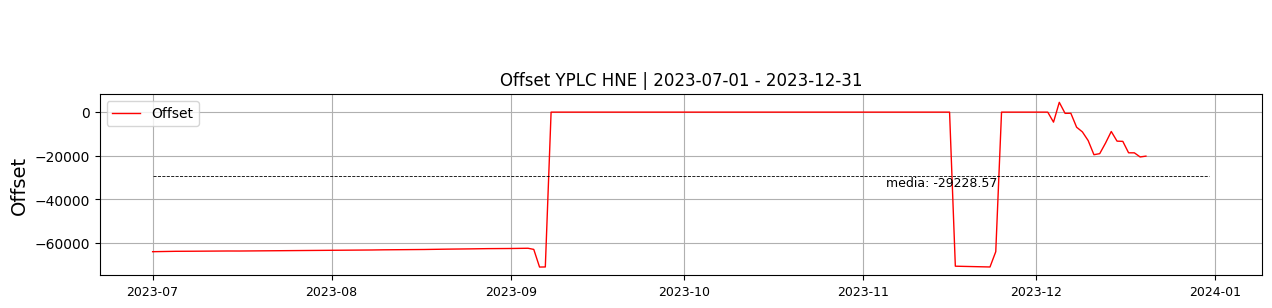 Offset YPLC HNE | 2023-07-01 - 2023-12-31
Offset
0
−20000
−40000
−60000
Offset
media: -29228.57
2023-07 2023-08 2023-09 2023-10 2023-11 2023-12 2024-01